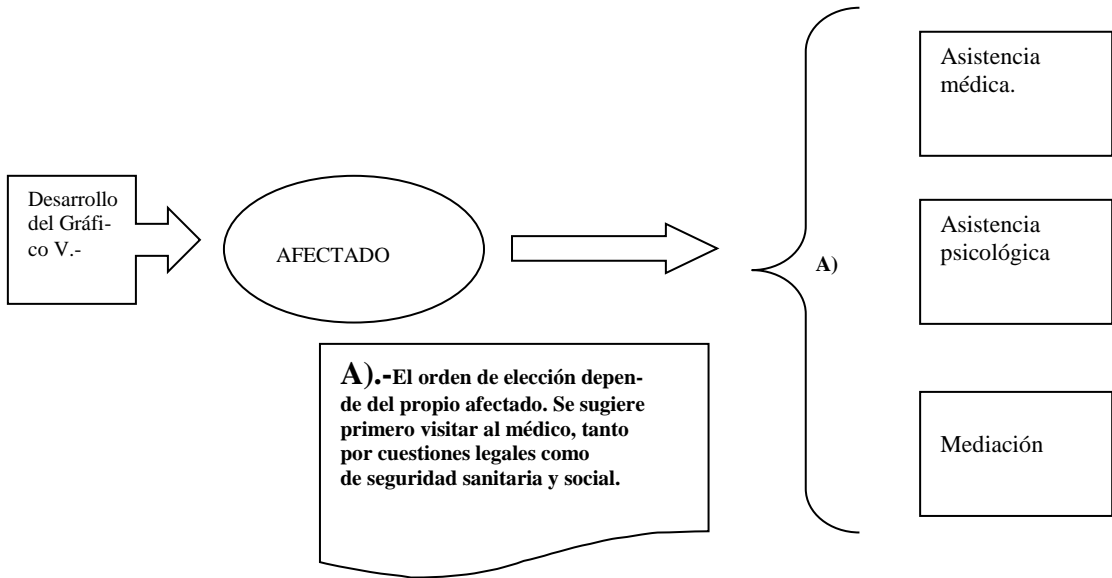 Desarrollo
del Gráfi-
co V.-
AFECTADO
A)
Asistencia
médica.
Asistencia
psicológica
Mediación
A).-El orden de elección depen-
de del propio afectado. Se sugiere
primero visitar al médico, tanto
por cuestiones legales como
de seguridad sanitaria y social.